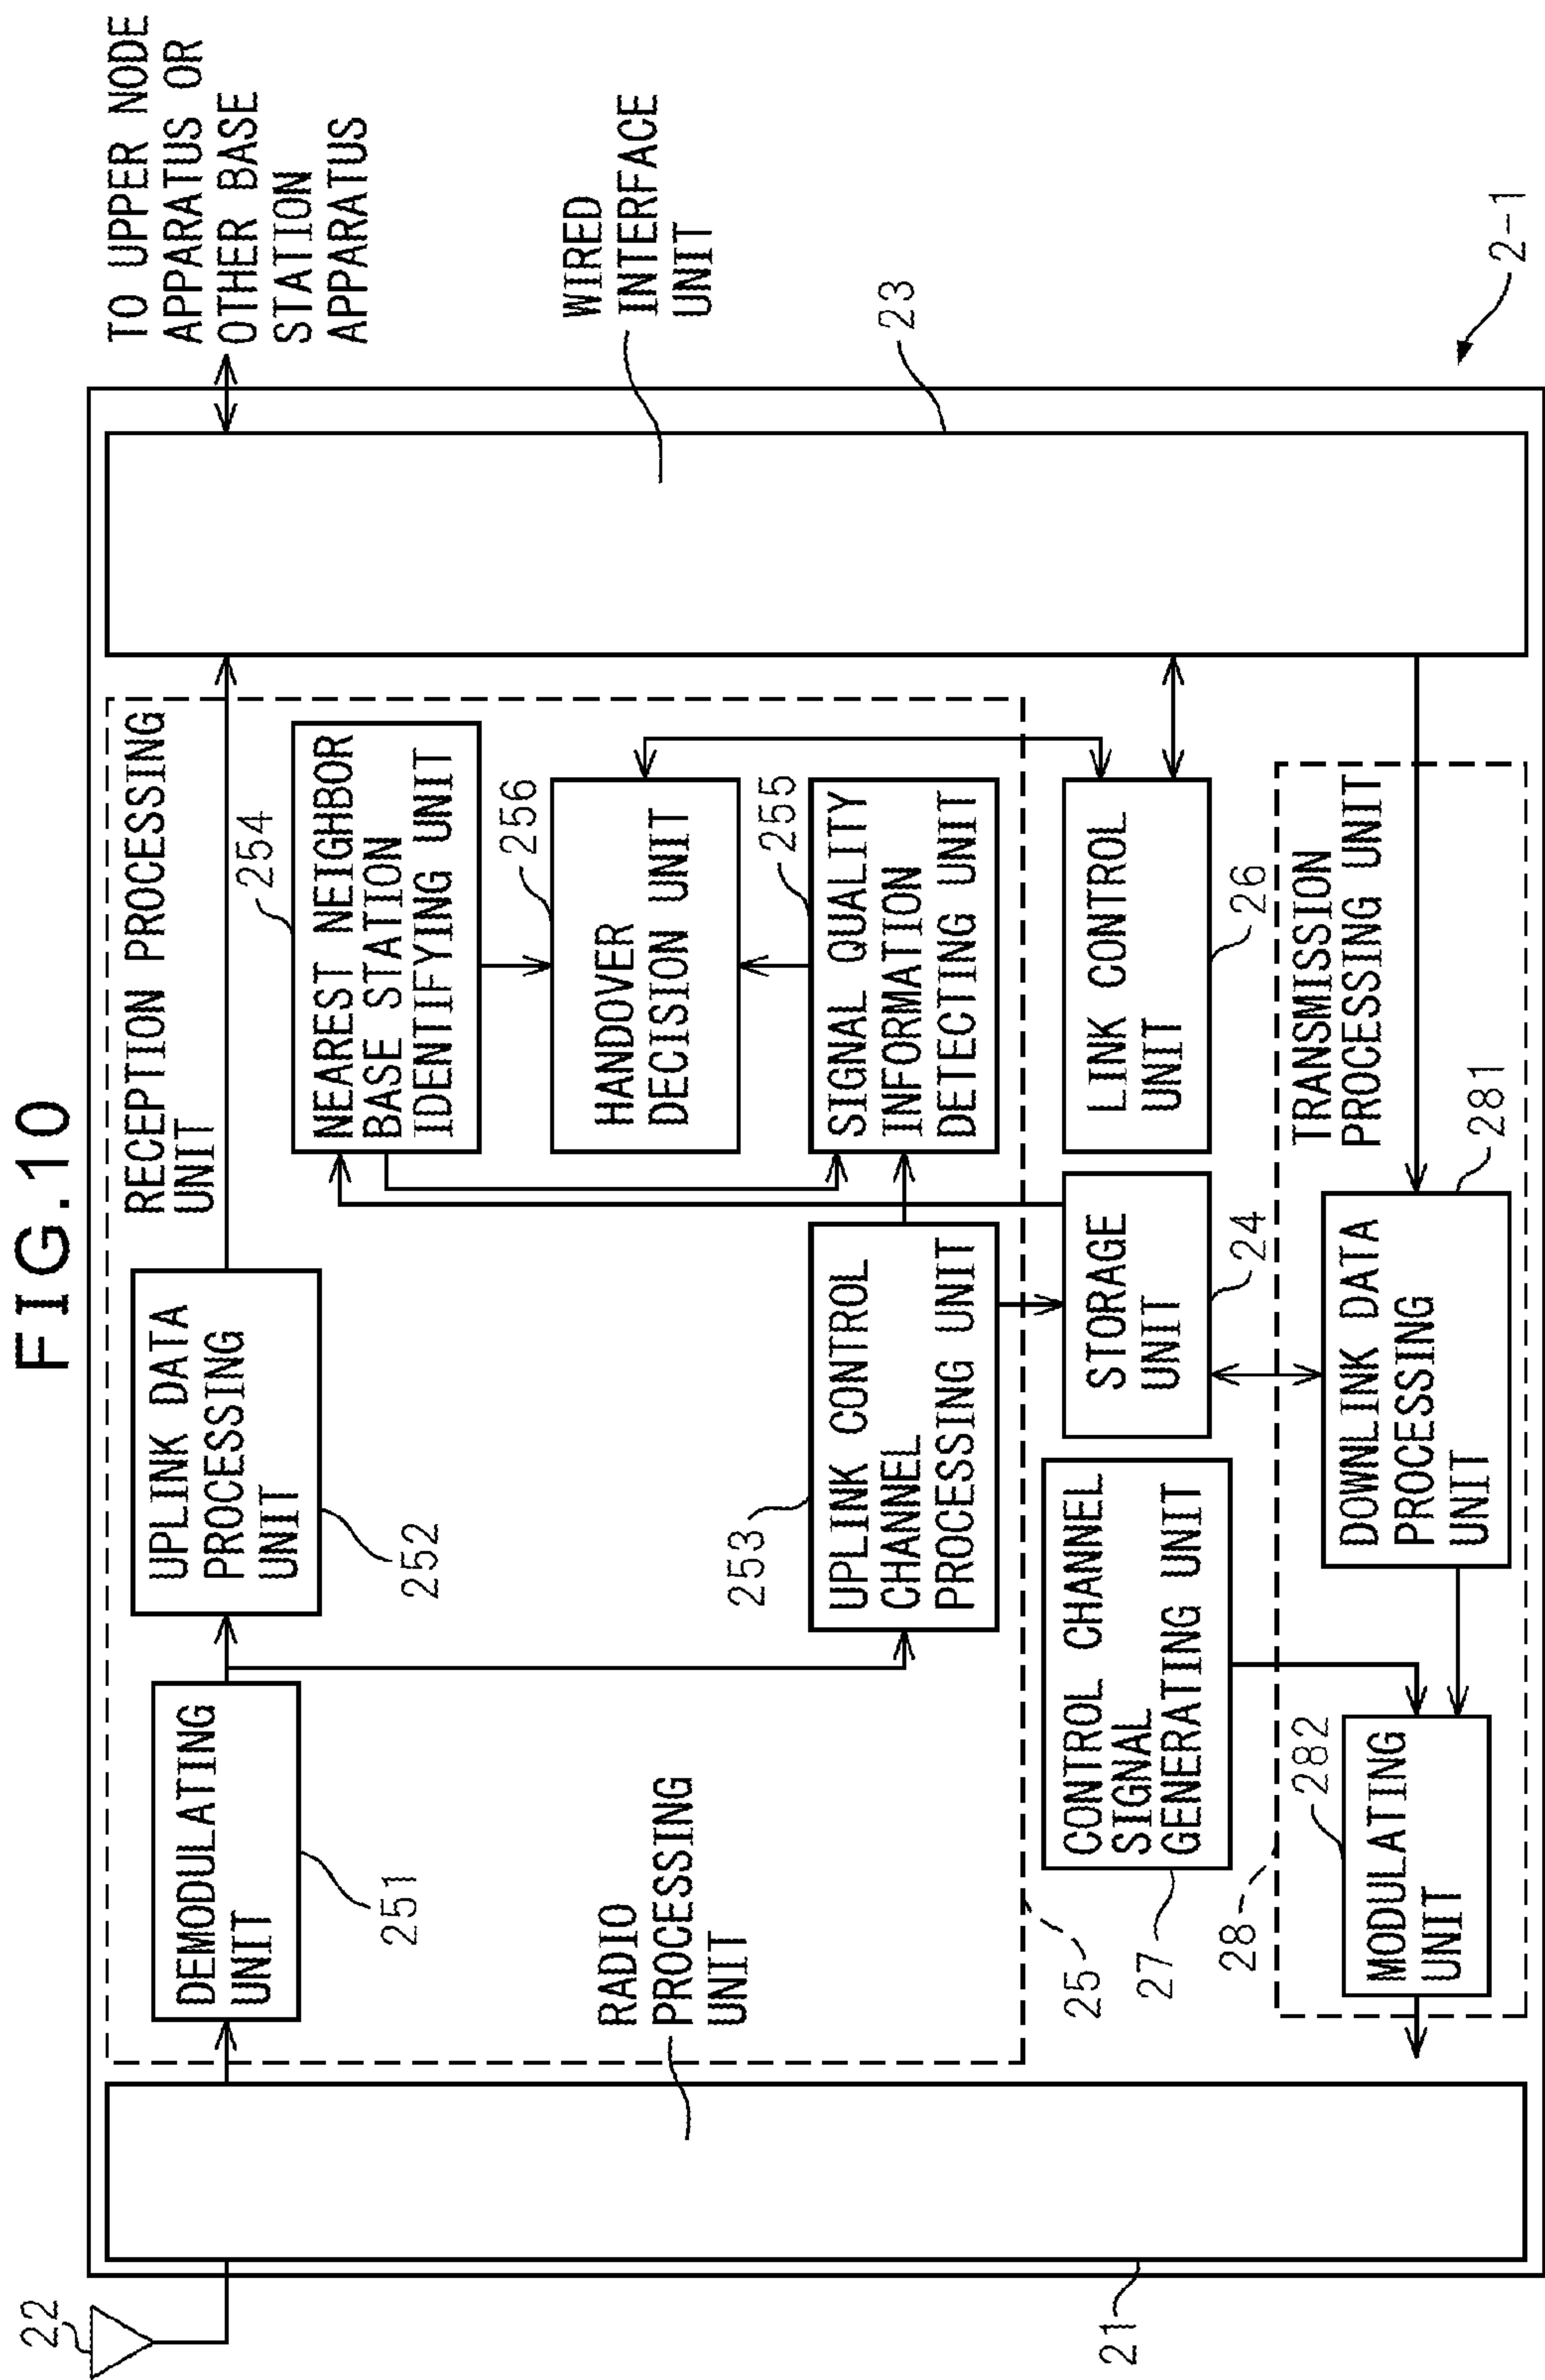 FIG.10
22
21
RADIO
PROCESSING
UNIT
RECEPTION PROCESSING
UNIT
25
DEMODULATING
UNIT
251
UPLINK DATA
PROCESSING
UNIT
252
253
UPLINK CONTROL
CHANNEL
PROCESSING UNIT
254
NEAREST NEIGHBOR
BASE STATION
IDENTIFYING UNIT
256
HANDOVER
DECISION UNIT
255
SIGNAL QUALITY
INFORMATION
DETECTING UNIT
CONTROL CHANNEL
SIGNAL
GENERATING UNIT
27
STORAGE
UNIT
24
LINK CONTROL
UNIT
26
TRANSMISSION
PROCESSING UNIT
28
282
MODULATING
UNIT
281
DOWNLINK DATA
PROCESSING
UNIT
TO UPPER NODE
APPARATUS OR
OTHER BASE
STATION
APPARATUS
WIRED
INTERFACE
UNIT
23
2-1